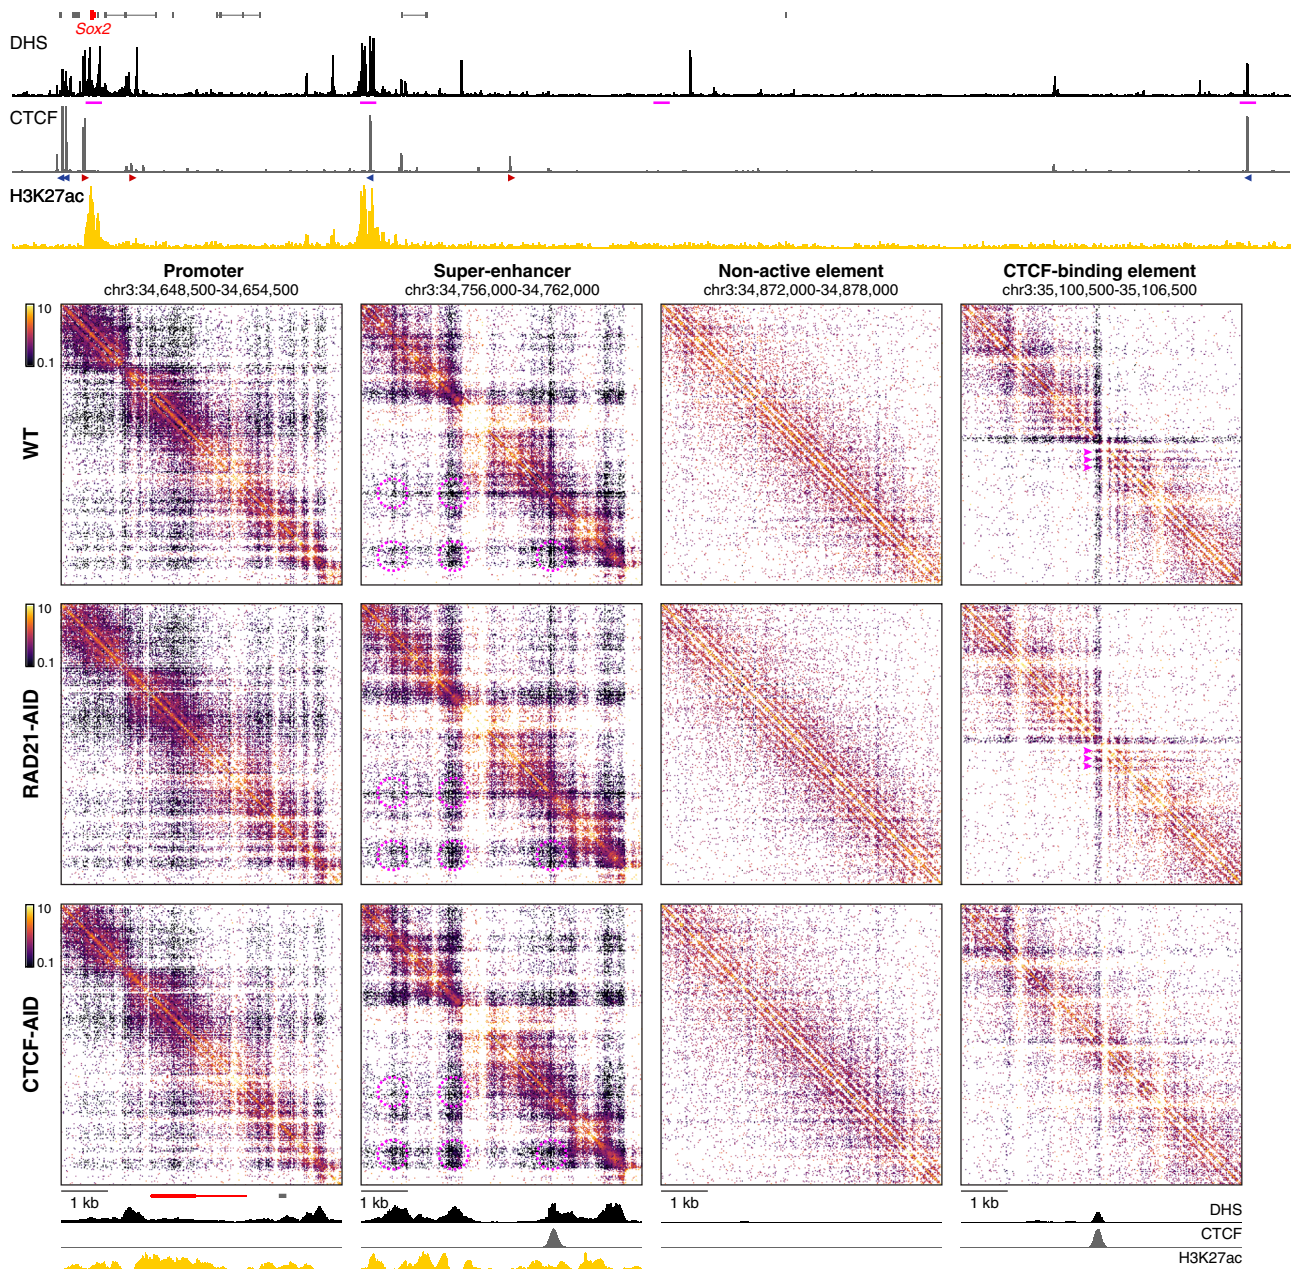 Sox2
DHS
CTCF
H3K27ac
Promoter
chr3:34,648,500-34,654,500
Super-enhancer
chr3:34,756,000-34,762,000
Non-active element
chr3:34,872,000-34,878,000
CTCF-binding element
chr3:35,100,500-35,106,500
10
0.1
WT
10
0.1
RAD21-AID
10
0.1
CTCF-AID
1 kb
1 kb
1 kb
1 kb
DHS
CTCF
H3K27ac